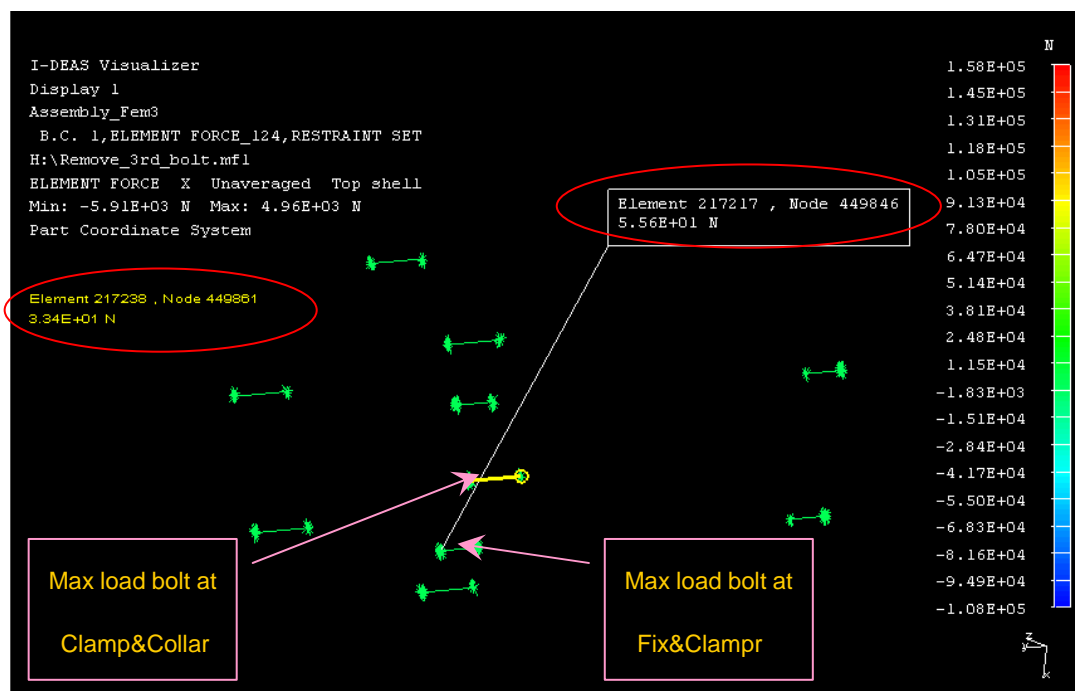 I-DEAS Visualizer
Display 1
Assembly_Fem3
B.C. 1,ELEMENT FORCE_124,RESTRAINT SET
H:\Remove_3rd_bolt.mfl
ELEMENT FORCE X Unaveraged Top shell
Min: -5.91E+03 N Max: 4.96E+03 N
Part Coordinate System
Element 217238 , Node 449861
3.34E+01 N
Element 217217 , Node 449846
5.56E+01 N
N
1.58E+05
1.45E+05
1.31E+05
1.18E+05
1.05E+05
9.13E+04
7.80E+04
6.47E+04
5.14E+04
3.81E+04
2.48E+04
1.15E+04
-1.83E+03
-1.51E+04
-2.84E+04
-4.17E+04
-5.50E+04
-6.83E+04
-8.16E+04
-9.49E+04
-1.08E+05
Max load bolt at
Clamp&Collar
Max load bolt at
Fix&Clampr
Z
Y
X